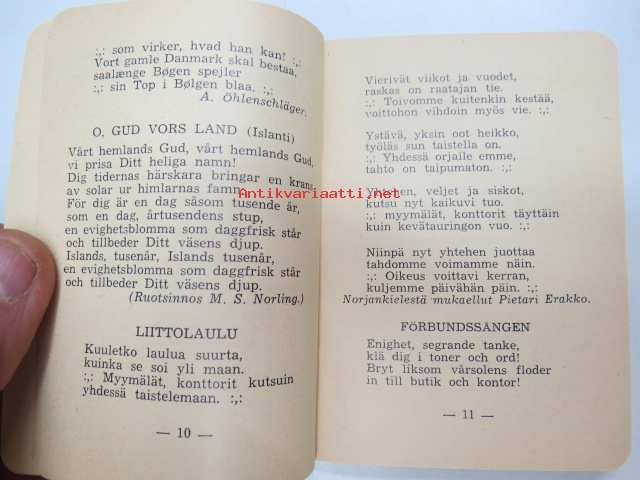 :,: som virker, hvad han kan! :,:
Vort gamle Danmark skal bestaa,
saalænge Bøgen spejler
:,: sin Top i Bølgen blaa. :,:
A. Öhlenschläger.
O, GUD VORS LAND (Islanti)
Vårt hemlands Gud, vårt hemlands Gud,
vi prisa Ditt heliga namn!
Dig tidernas härskara bringar en krans
av solar ur himlarnas famn.
För dig är en dag såsom tusende år,
som en dag, årtusendens stup,
en evighetsblomma som daggfrisk står
och tillbeder Ditt väsens djup.
Islands, tusenår, Islands tusenår,
en evighetsblomma som daggfrisk står
och tillbeder Ditt väsens djup.
(Ruotsinnos M. S. Norling.)
LIITTOLAULU
Kuuletko laulua suurta,
kuinka se soi yli maan.
:,: Myymälät, konttorit kutsuin
yhdessä taistelemaan. :,:
— 10 —
Vierivät viikot ja vuodet,
raskas on raatajan tie.
:,: Toivomme kuitenkin kestää,
voittohon vihdoin myös vie. :,:
Ystävä, yksin oot heikko,
työläs sun taistella on.
:,: Yhdessä orjaile emme,
tahto on taipumaton. :,:
Yhtehen, veljet ja siskot,
kutsu nyt kaikuvi tuo.
:,: myymälät, konttorit täyttäin
kuin kevätauringon vuo. :,:
Niinpä nyt yhtehen juottaa
tahdomme voimamme näin.
:,: Oikeus voittavi kerran,
kuljemme päivähän päin. :,:
Norjankielestä mukaellut Pietari Erakko.
FÖRBUNDSSÅNGEN
Enighet, segrande tanke,
klä dig i toner och ord!
Bryt liksom vårsolens floder
in till butik och kontor!
— 11 —
Antikvariaatti.net